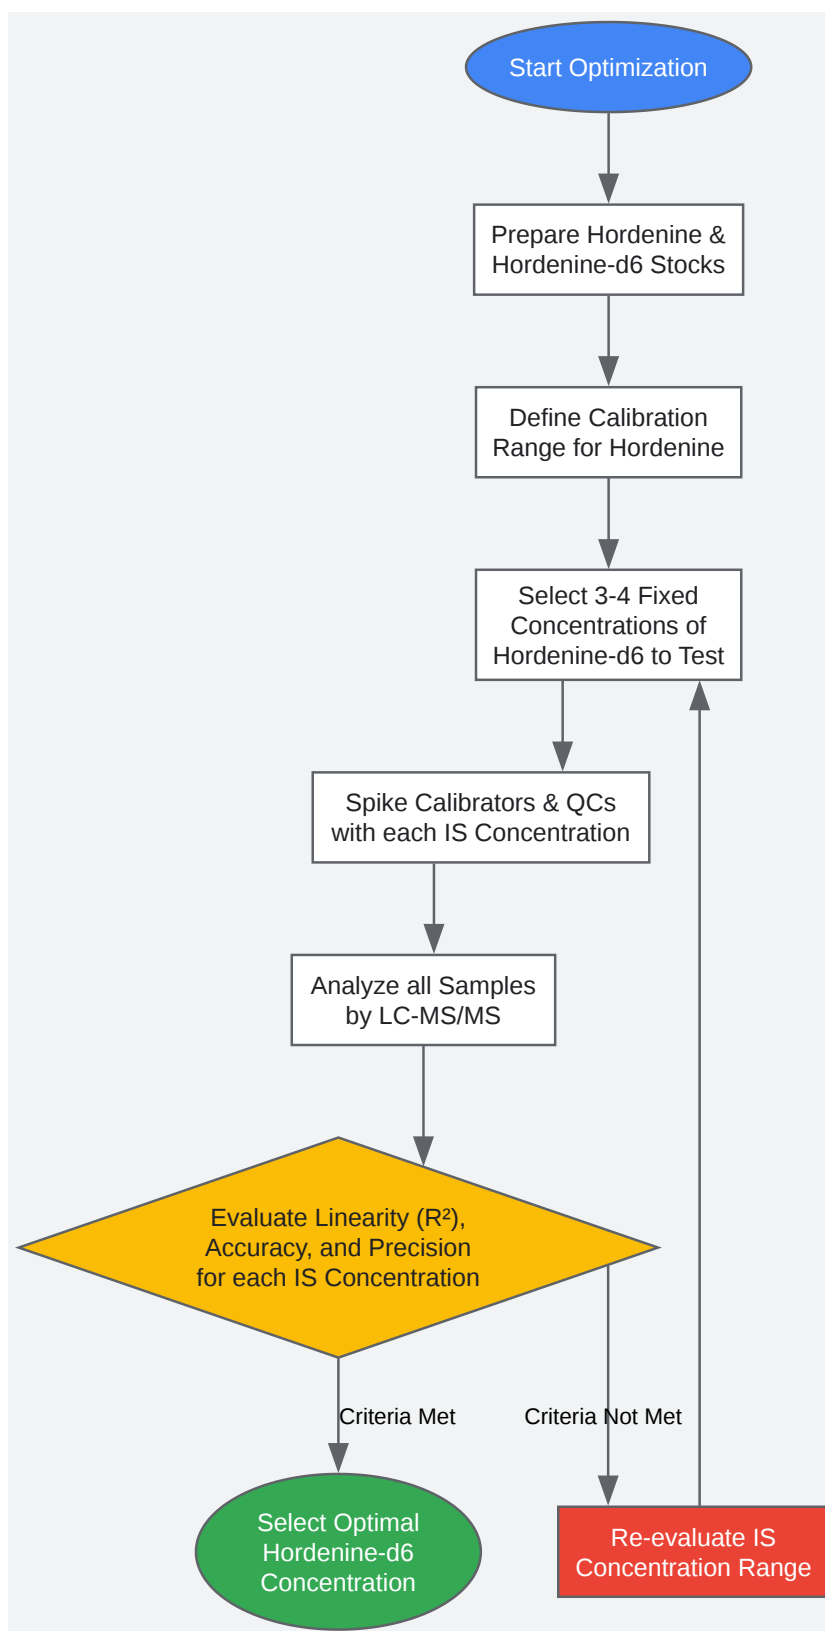 Start Optimization
Prepare Hordenine &
Hordenine-d6 Stocks
Define Calibration
Range for Hordenine
Select 3-4 Fixed
Concentrations of
Hordenine-d6 to Test
Spike Calibrators & QCs
with each IS Concentration
Analyze all Samples
by LC-MS/MS
Evaluate Linearity (R²),
Accuracy, and Precision
for each IS Concentration
Criteria Met
Criteria Not Met
Select Optimal
Hordenine-d6
Concentration
Re-evaluate IS
Concentration Range